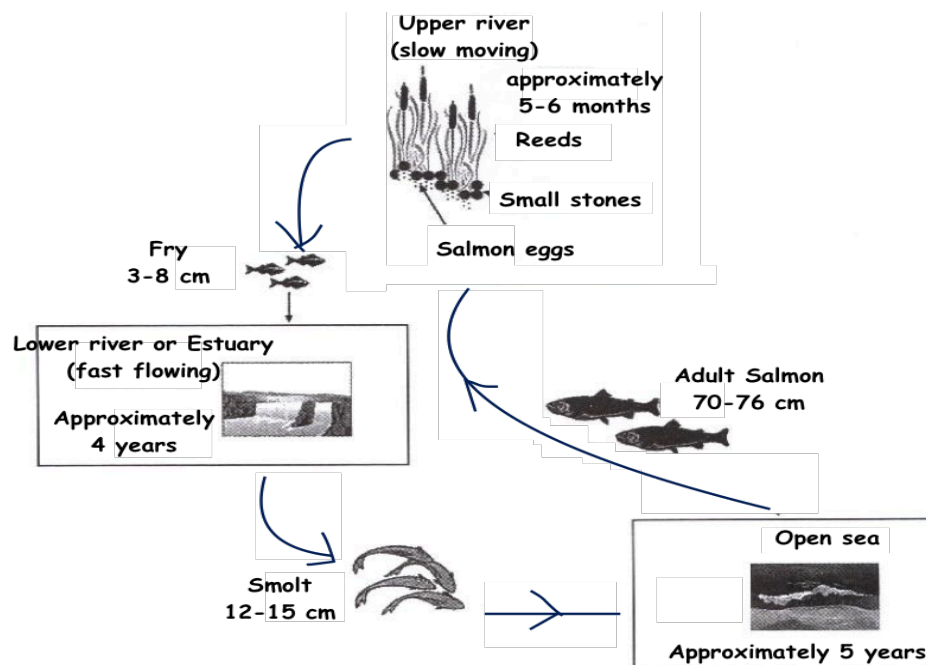 Upper river
(slow moving)
approximately
5-6 months
Reeds
Small stones
Salmon eggs
Fry
3-8 cm
Lower river or Estuary
(fast flowing)
Approximately
4 years
Adult Salmon
70-76 cm
Smolt
12-15 cm
Open sea
Approximately 5 years